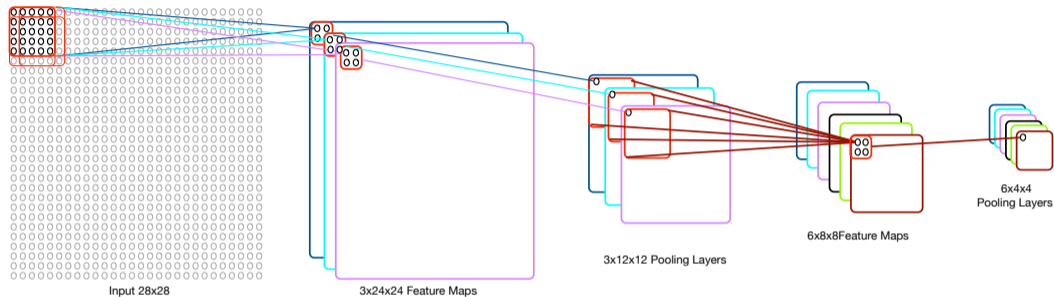 Input 28x28
3x24x24 Feature Maps
3x12x12 Pooling Layers
6x8x8Feature Maps
6x4x4
Pooling Layers